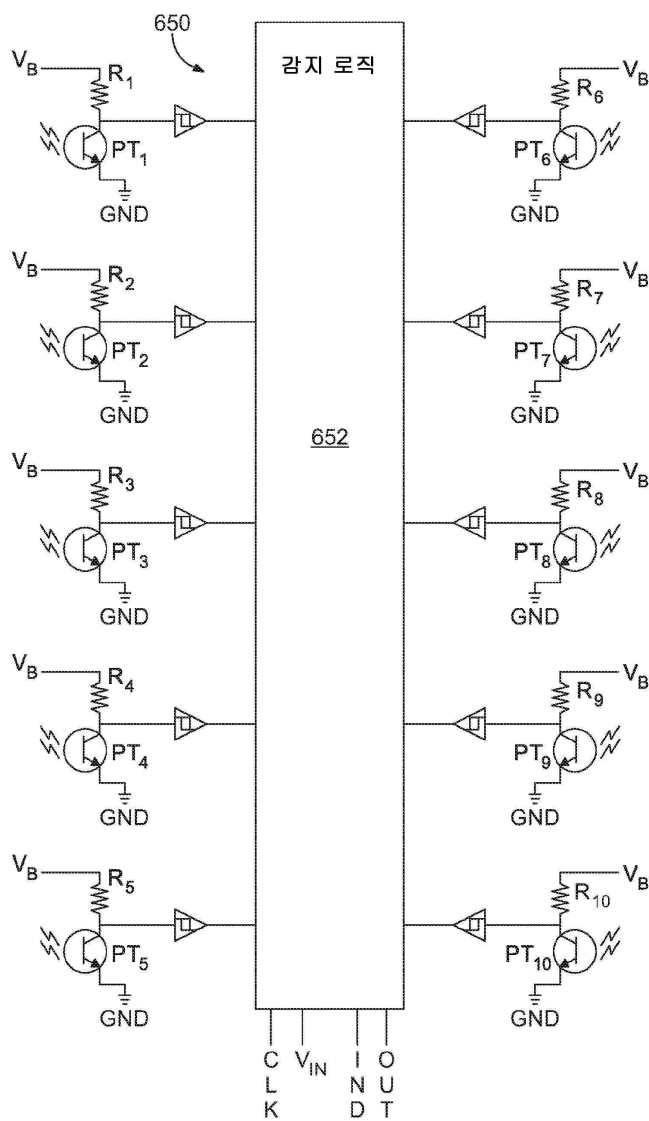 650
감지 로직
V_B
R_1
PT_1
GND
V_B
R_2
PT_2
GND
V_B
R_3
PT_3
GND
V_B
R_4
PT_4
GND
V_B
R_5
PT_5
GND
652
V_B
R_6
PT_6
GND
V_B
R_7
PT_7
GND
V_B
R_8
PT_8
GND
V_B
R_9
PT_9
GND
V_B
R_10
PT_10
GND
CLK
V_IN
IND
OUT